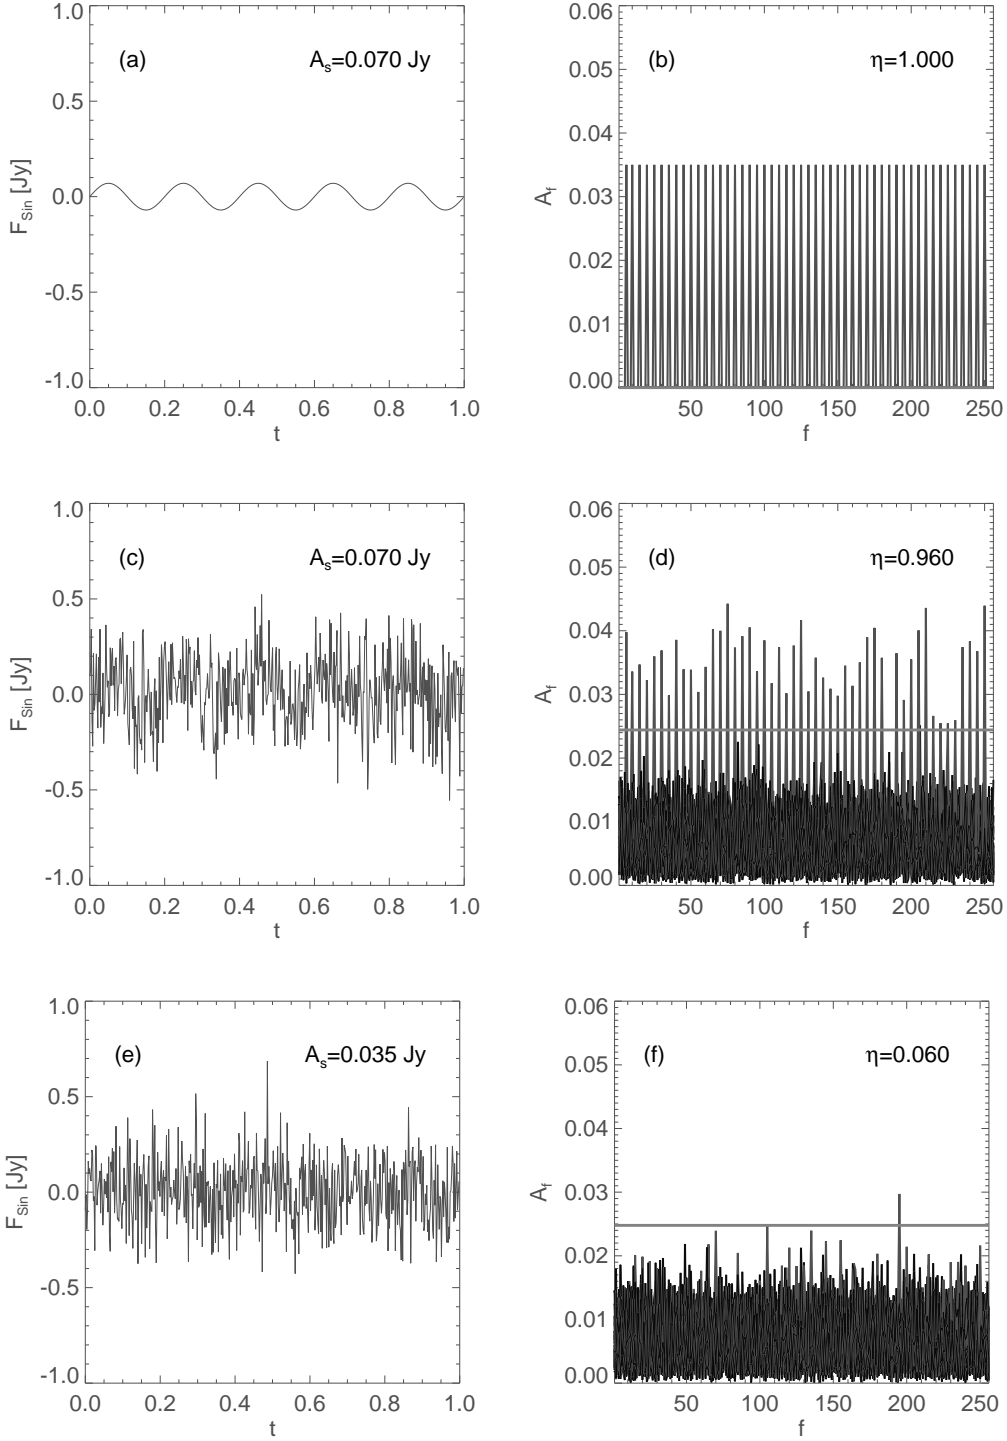 1.0
0.5
0.0
-0.5
-1.0
F_Sin [Jy]
(a)
A_s=0.070 Jy
0.0 0.2 0.4 0.6 0.8 1.0
t
0.06
0.05
0.04
0.03
0.02
0.01
0.00
A_f
(b)
η=1.000
50 100 150 200 250
f
1.0
0.5
0.0
-0.5
-1.0
F_Sin [Jy]
(c)
A_s=0.070 Jy
0.0 0.2 0.4 0.6 0.8 1.0
t
0.06
0.05
0.04
0.03
0.02
0.01
0.00
A_f
(d)
η=0.960
50 100 150 200 250
f
1.0
0.5
0.0
-0.5
-1.0
F_Sin [Jy]
(e)
A_s=0.035 Jy
0.0 0.2 0.4 0.6 0.8 1.0
t
0.06
0.05
0.04
0.03
0.02
0.01
0.00
A_f
(f)
η=0.060
50 100 150 200 250
f